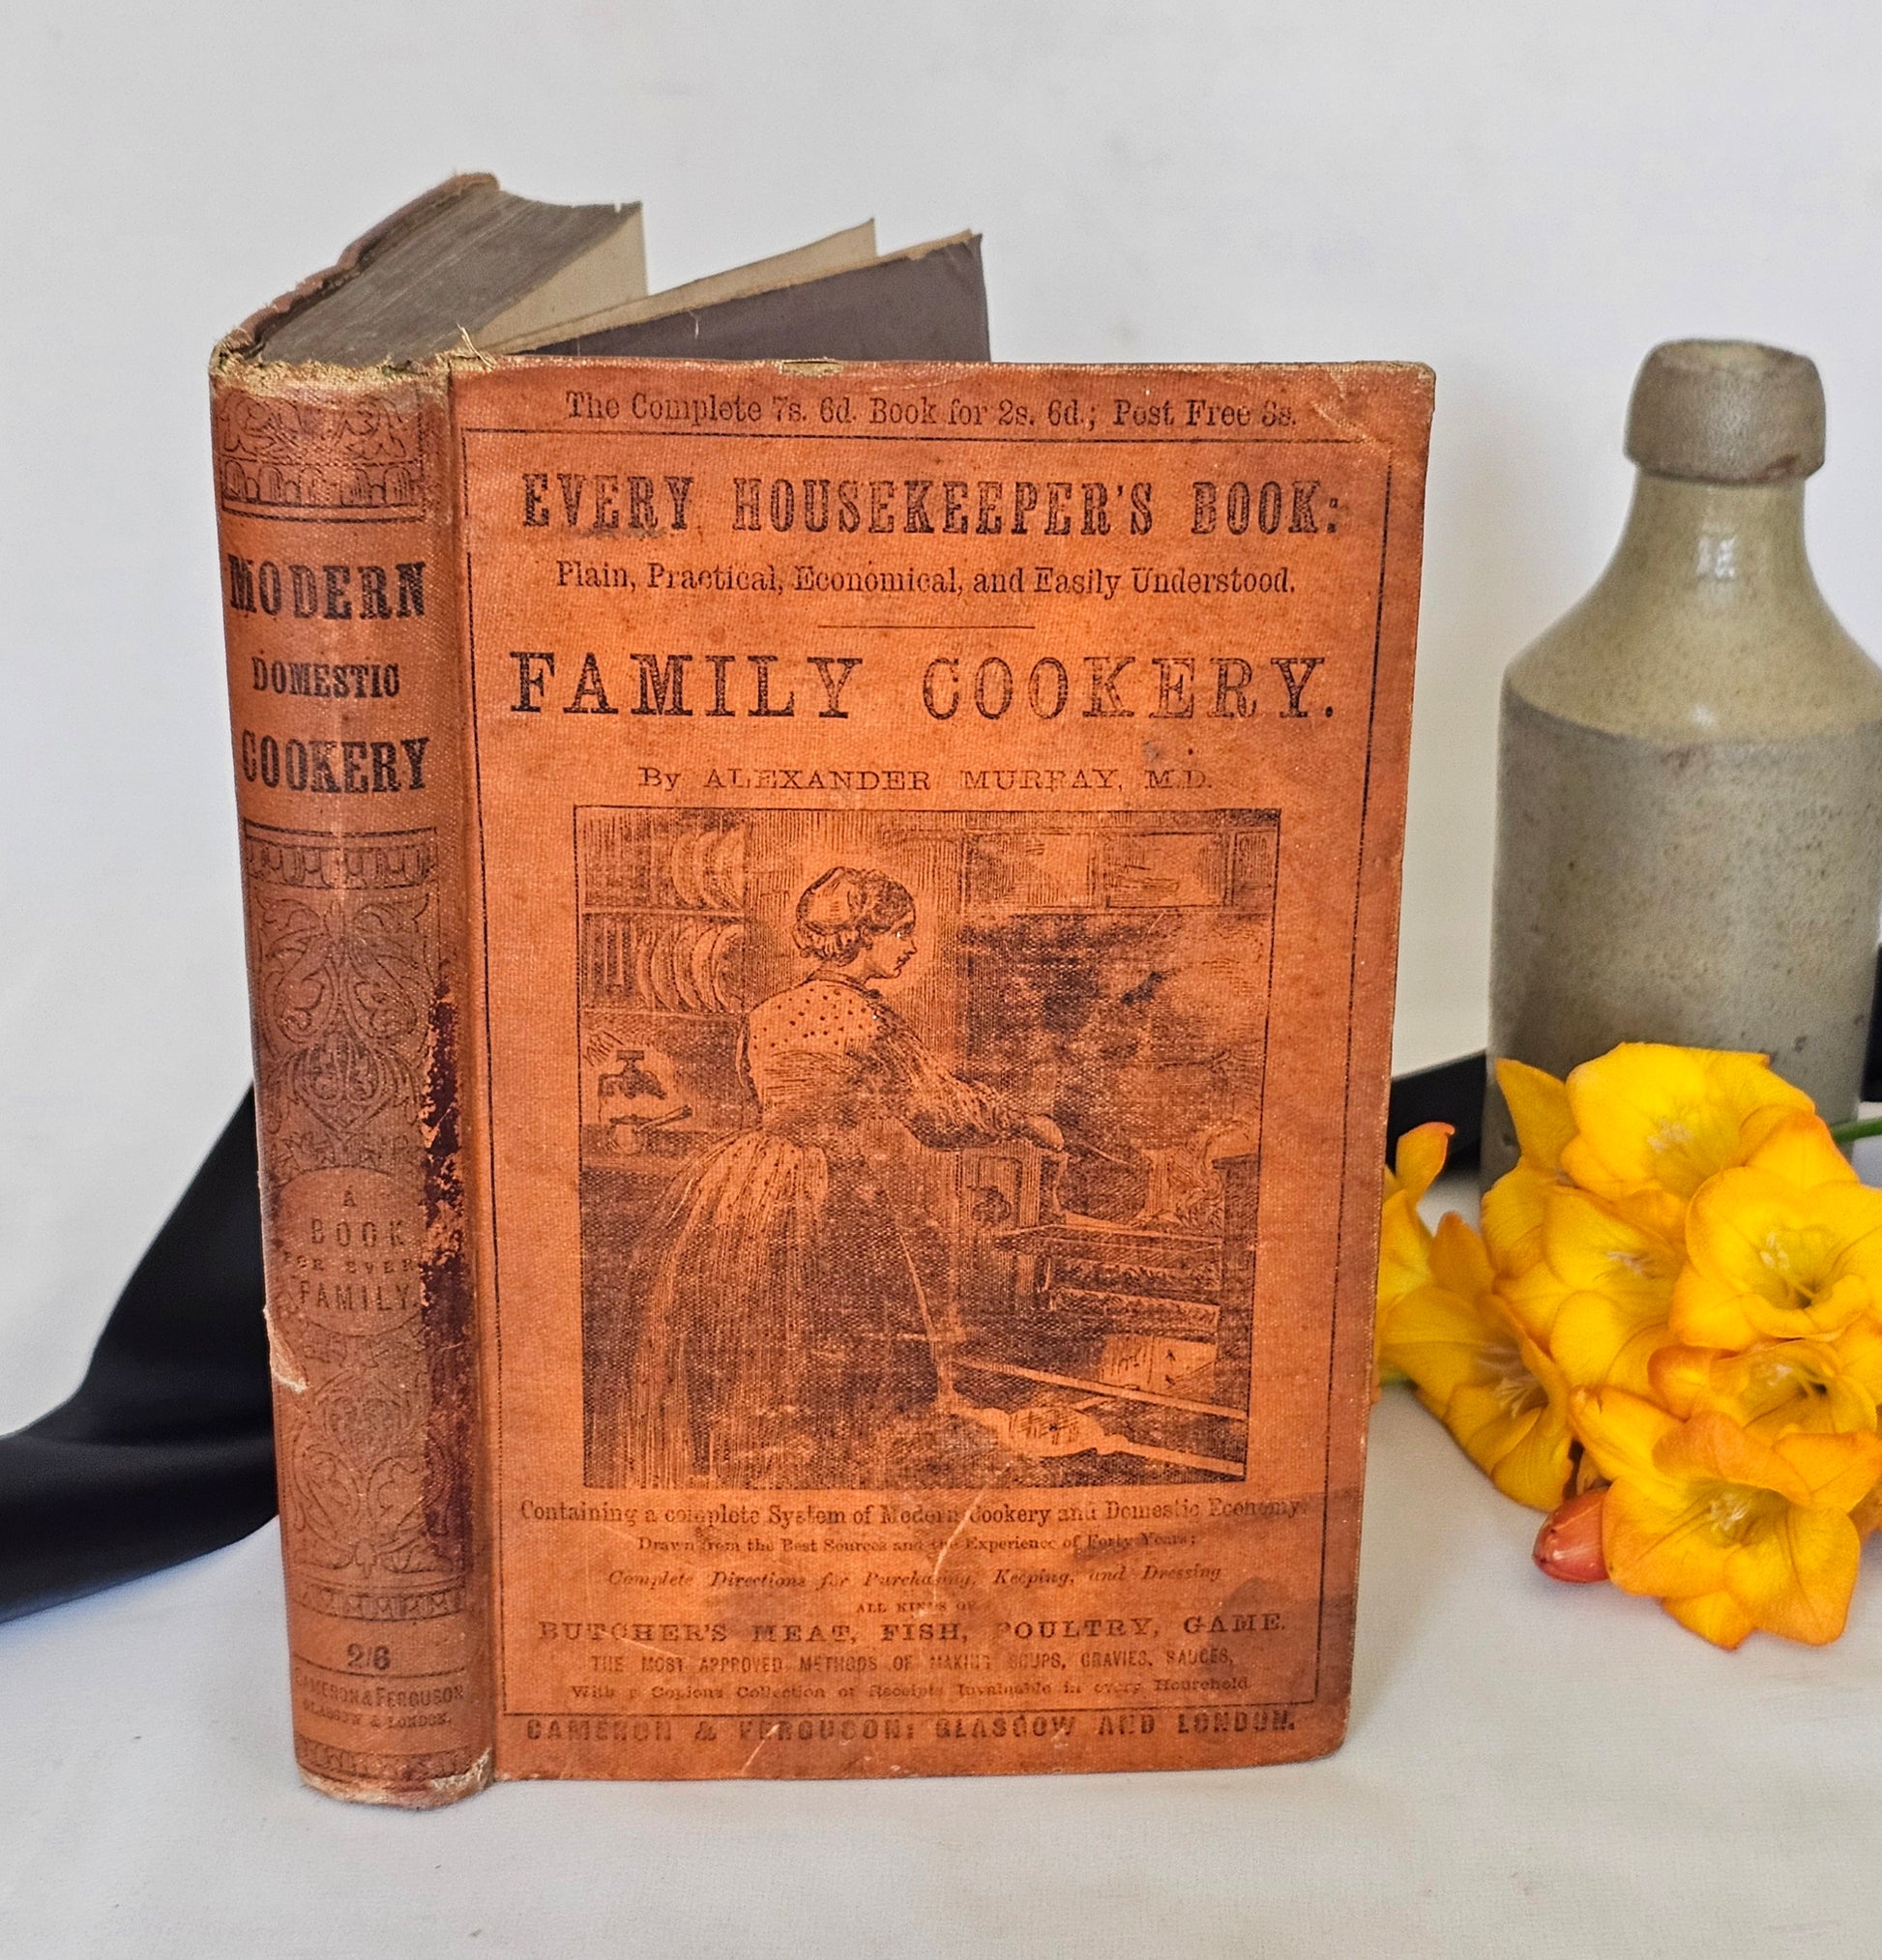 MODERN
DOMESTIC
COOKERY
A
BOOK
FOR EVERY
FAMILY.
2/6
CAMERON & FERGUSON
GLASGOW & LONDON.
The Complete 7s. 6d. Book for 2s. 6d.; Post Free 3s.
EVERY HOUSEKEEPER'S BOOK:
Plain, Practical, Economical, and Easily Understood.
FAMILY COOKERY.
By ALEXANDER MURRAY, M.D.
Containing a complete System of Modern Cookery and Domestic Economy.
Drawn from the Best Sources and the Experience of Forty Years;
Complete Directions for Purchasing, Keeping, and Dressing
ALL KINDS OF
BUTCHER'S MEAT, FISH, POULTRY, GAME.
THE MOST APPROVED METHODS OF MAKING SOUPS, GRAVIES, SAUCES,
With a Copious Collection of Receipts Invaluable in every Household
CAMERON & FERGUSON: GLASGOW AND LONDON.